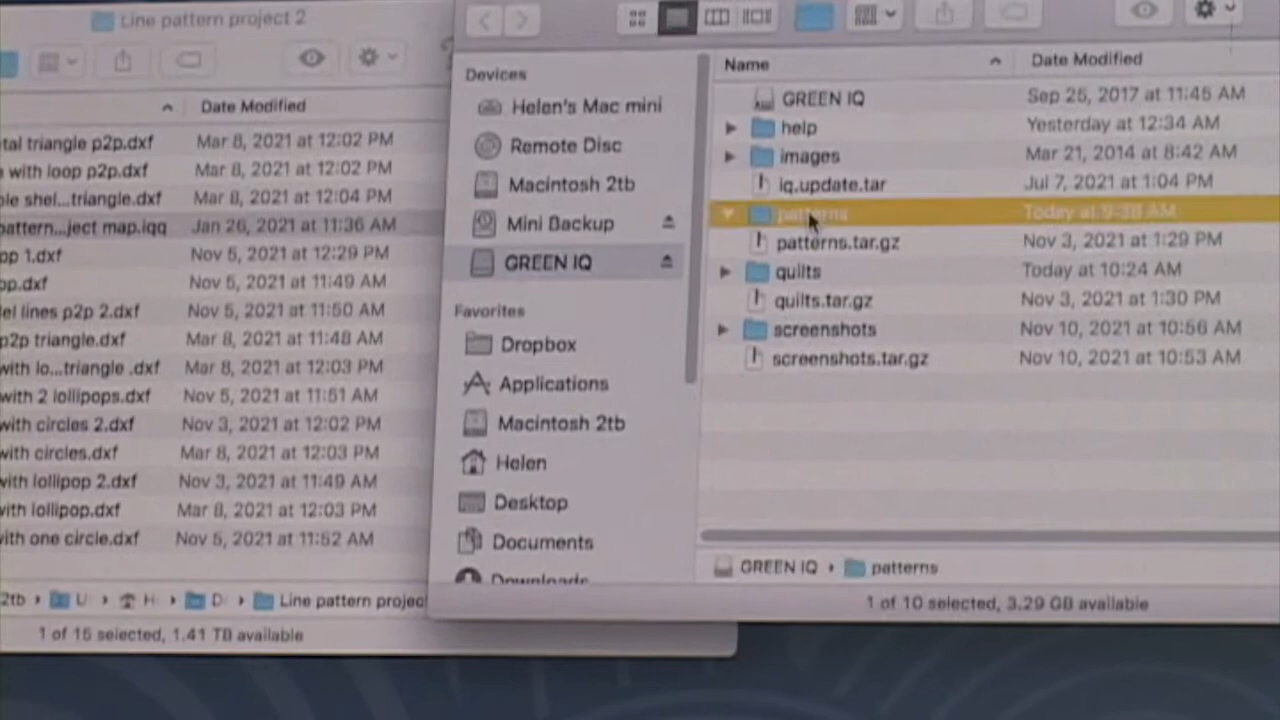 Line pattern project 2
Date Modified
tal triangle p2p.dxf Mar 8, 2021 at 12:02 PM
with loop p2p.dxf Mar 8, 2021 at 12:02 PM
ole shel...triangle.dxf Mar 8, 2021 at 12:04 PM
pattern...ject map.iqq Jan 26, 2021 at 11:36 AM
op 1.dxf Nov 5, 2021 at 12:29 PM
op.dxf Nov 5, 2021 at 11:49 AM
lel lines p2p 2.dxf Nov 5, 2021 at 11:50 AM
p2p triangle.dxf Mar 8, 2021 at 11:48 AM
with lo...triangle .dxf Mar 8, 2021 at 12:03 PM
with 2 lollipops.dxf Nov 5, 2021 at 11:51 AM
with circles 2.dxf Nov 3, 2021 at 12:02 PM
with circles.dxf Mar 8, 2021 at 12:03 PM
with lollipop 2.dxf Nov 3, 2021 at 11:49 AM
with lollipop.dxf Mar 8, 2021 at 12:03 PM
with one circle.dxf Nov 5, 2021 at 11:52 AM
2tb › U › H › D › Line pattern projec
1 of 15 selected, 1.41 TB available
Devices
Helen's Mac mini
Remote Disc
Macintosh 2tb
Mini Backup
GREEN IQ
Favorites
Dropbox
Applications
Macintosh 2tb
Helen
Desktop
Documents
Downloads
Name Date Modified
GREEN IQ Sep 25, 2017 at 11:45 AM
help Yesterday at 12:34 AM
images Mar 21, 2014 at 8:42 AM
iq.update.tar Jul 7, 2021 at 1:04 PM
patterns Today at 9:38 AM
patterns.tar.gz Nov 3, 2021 at 1:29 PM
quilts Today at 10:24 AM
quilts.tar.gz Nov 3, 2021 at 1:30 PM
screenshots Nov 10, 2021 at 10:56 AM
screenshots.tar.gz Nov 10, 2021 at 10:53 AM
GREEN IQ › patterns
1 of 10 selected, 3.29 GB available